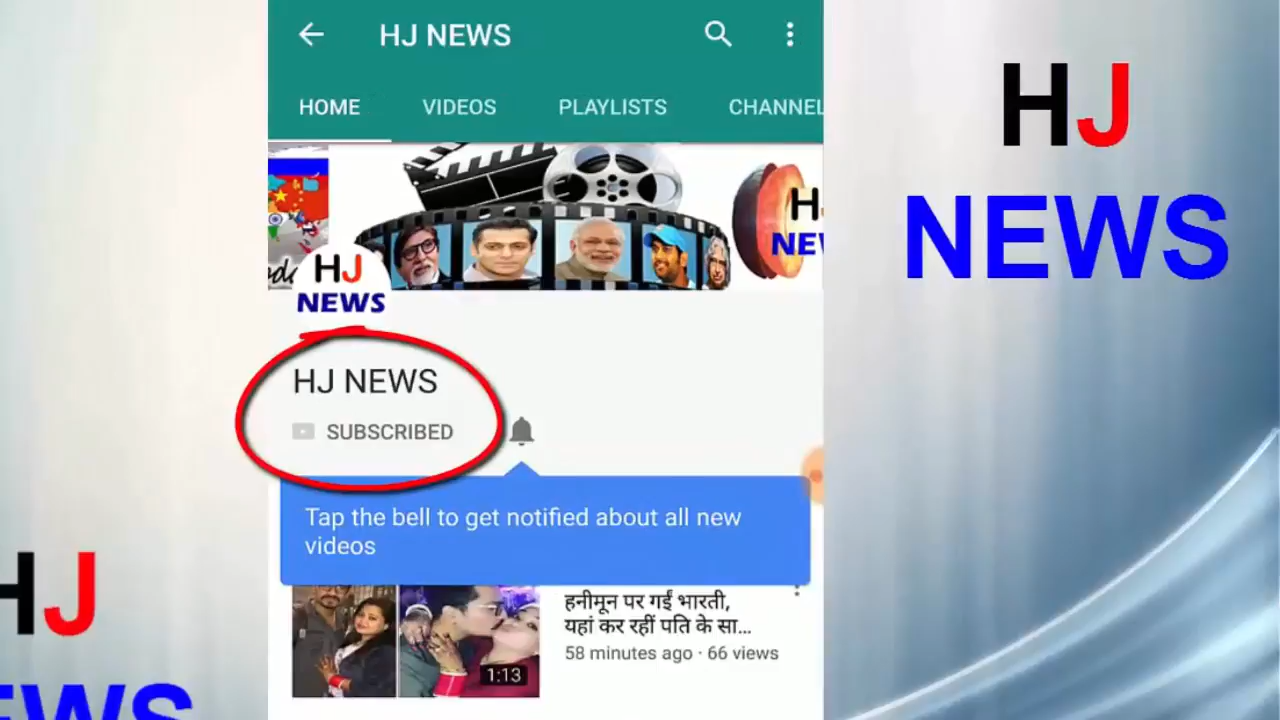 HJ NEWS
HOME VIDEOS PLAYLISTS CHANNEL
HJ
NEWS
HJ
NEWS
HJ NEWS
SUBSCRIBED
Tap the bell to get notified about all new
videos
हनीमून पर गईं भारती,
यहां कर रहीं पति के सा...
58 minutes ago · 66 views
1:13
HJ